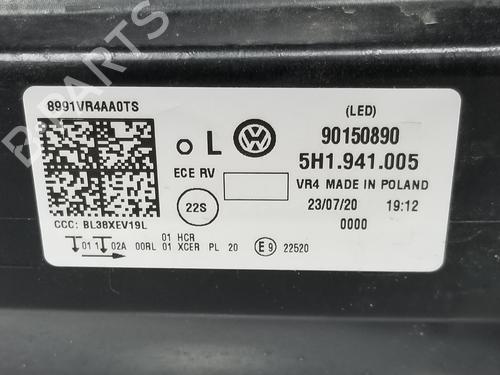 8991VR4AA0TS
(LED)
L
90150890
5H1.941.005
ECE RV
VR4 MADE IN POLAND
22S
23/07/20 19:12
0000
CCC: BL38XEV19L
01 HCR
01 1 02A 00RL 01 XCER PL 20 E9 22520
B PARTS